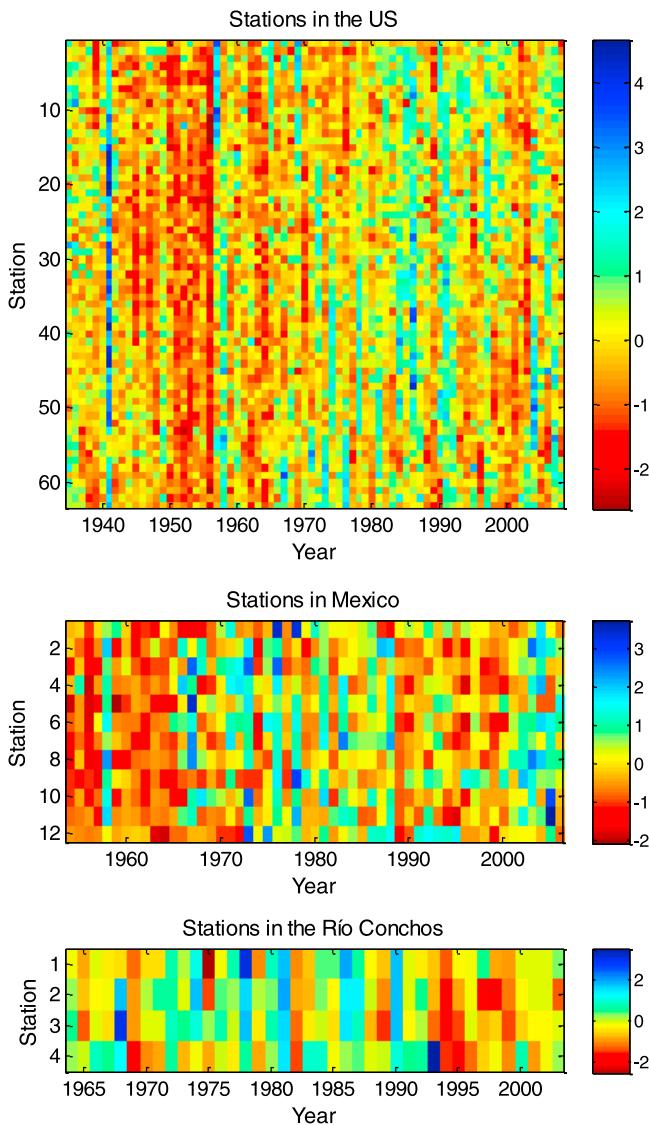 Stations in the US
Station
10
20
30
40
50
60
1940 1950 1960 1970 1980 1990 2000
Year
4
3
2
1
0
-1
-2
Stations in Mexico
Station
2
4
6
8
10
12
1960 1970 1980 1990 2000
Year
3
2
1
0
-1
-2
Stations in the Río Conchos
Station
1
2
3
4
1965 1970 1975 1980 1985 1990 1995 2000
Year
2
0
-2